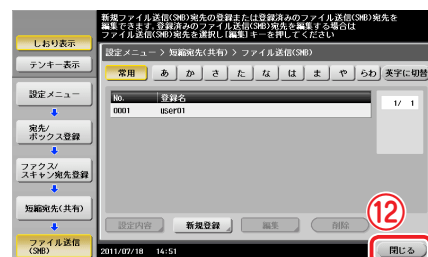 新規ファイル送信(SMB)宛先の登録または登録済みのファイル送信(SMB)宛先を
編集できます。ファイル送信(SMB)宛先を編集する場合は
ファイル送信(SMB)宛先を選択し[編集]キーを押してください
しおり表示
テンキー表示
設定メニュー
宛先/
ボックス登録
ファクス/
スキャン宛先登録
短縮宛先(共有)
ファイル送信
(SMB)
設定メニュー > 短縮宛先(共有) > ファイル送信(SMB)
常用 あ か さ た な は ま や らわ 英字に切替
No. 登録名
0001 user01
1/ 1
設定内容 新規登録 編集 削除
⑫
2011/07/18 14:51
閉じる